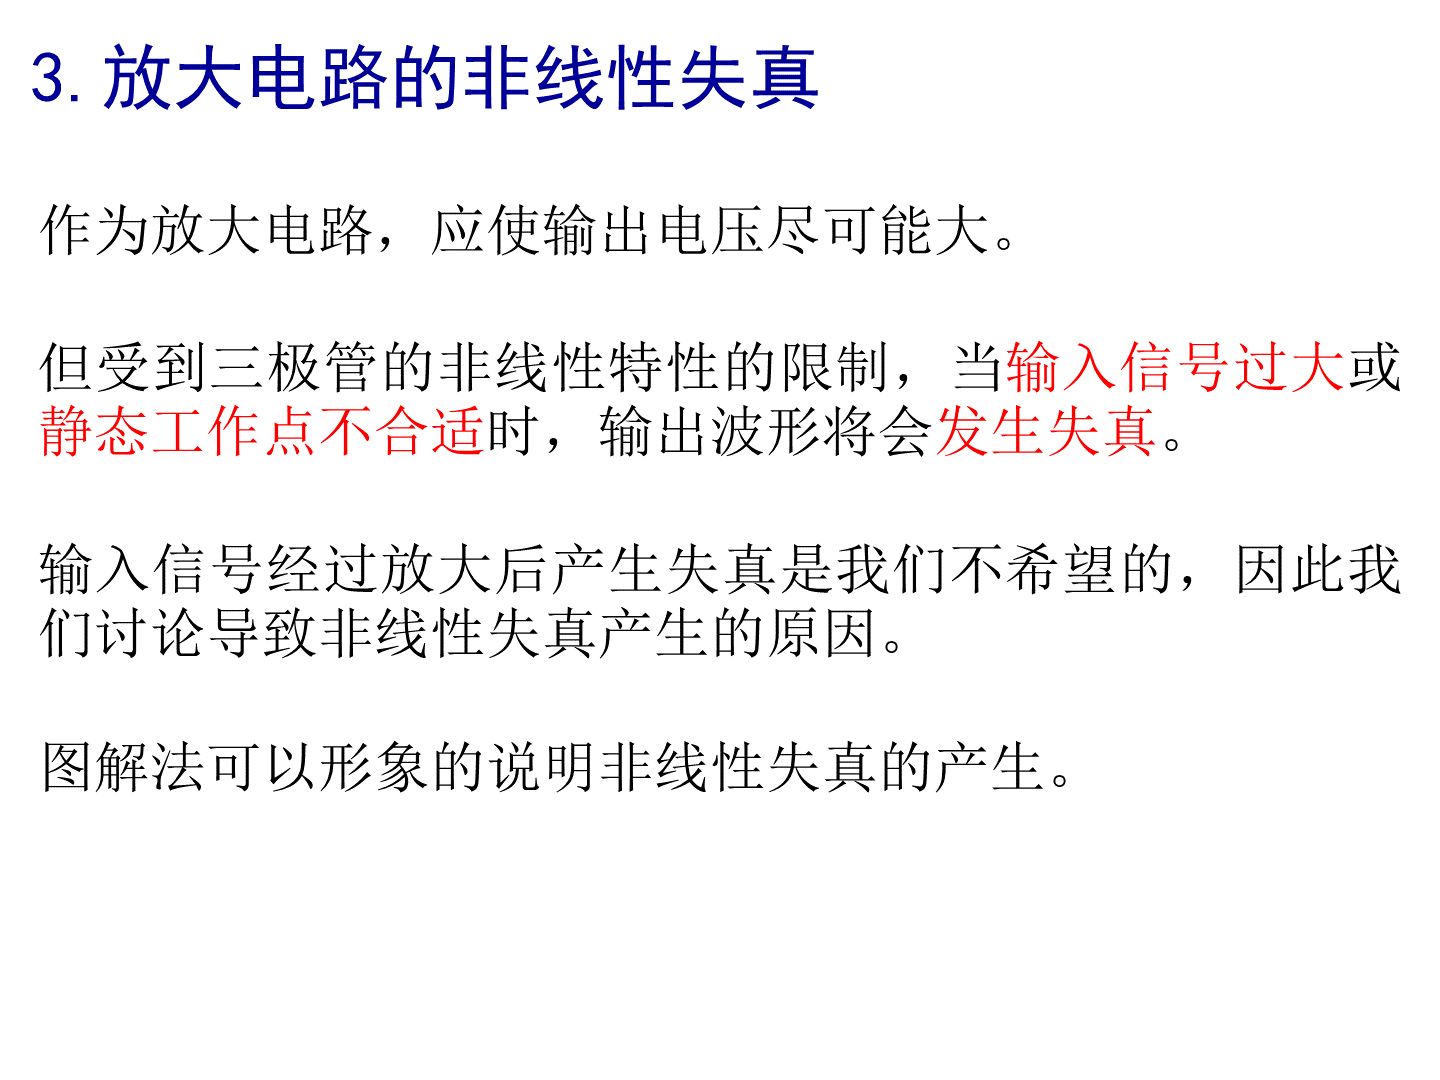 3.放大电路的非线性失真
作为放大电路，应使输出电压尽可能大。
但受到三极管的非线性特性的限制，当输入信号过大或
静态工作点不合适时，输出波形将会发生失真。
输入信号经过放大后产生失真是我们不希望的，因此我
们讨论导致非线性失真产生的原因。
图解法可以形象的说明非线性失真的产生。